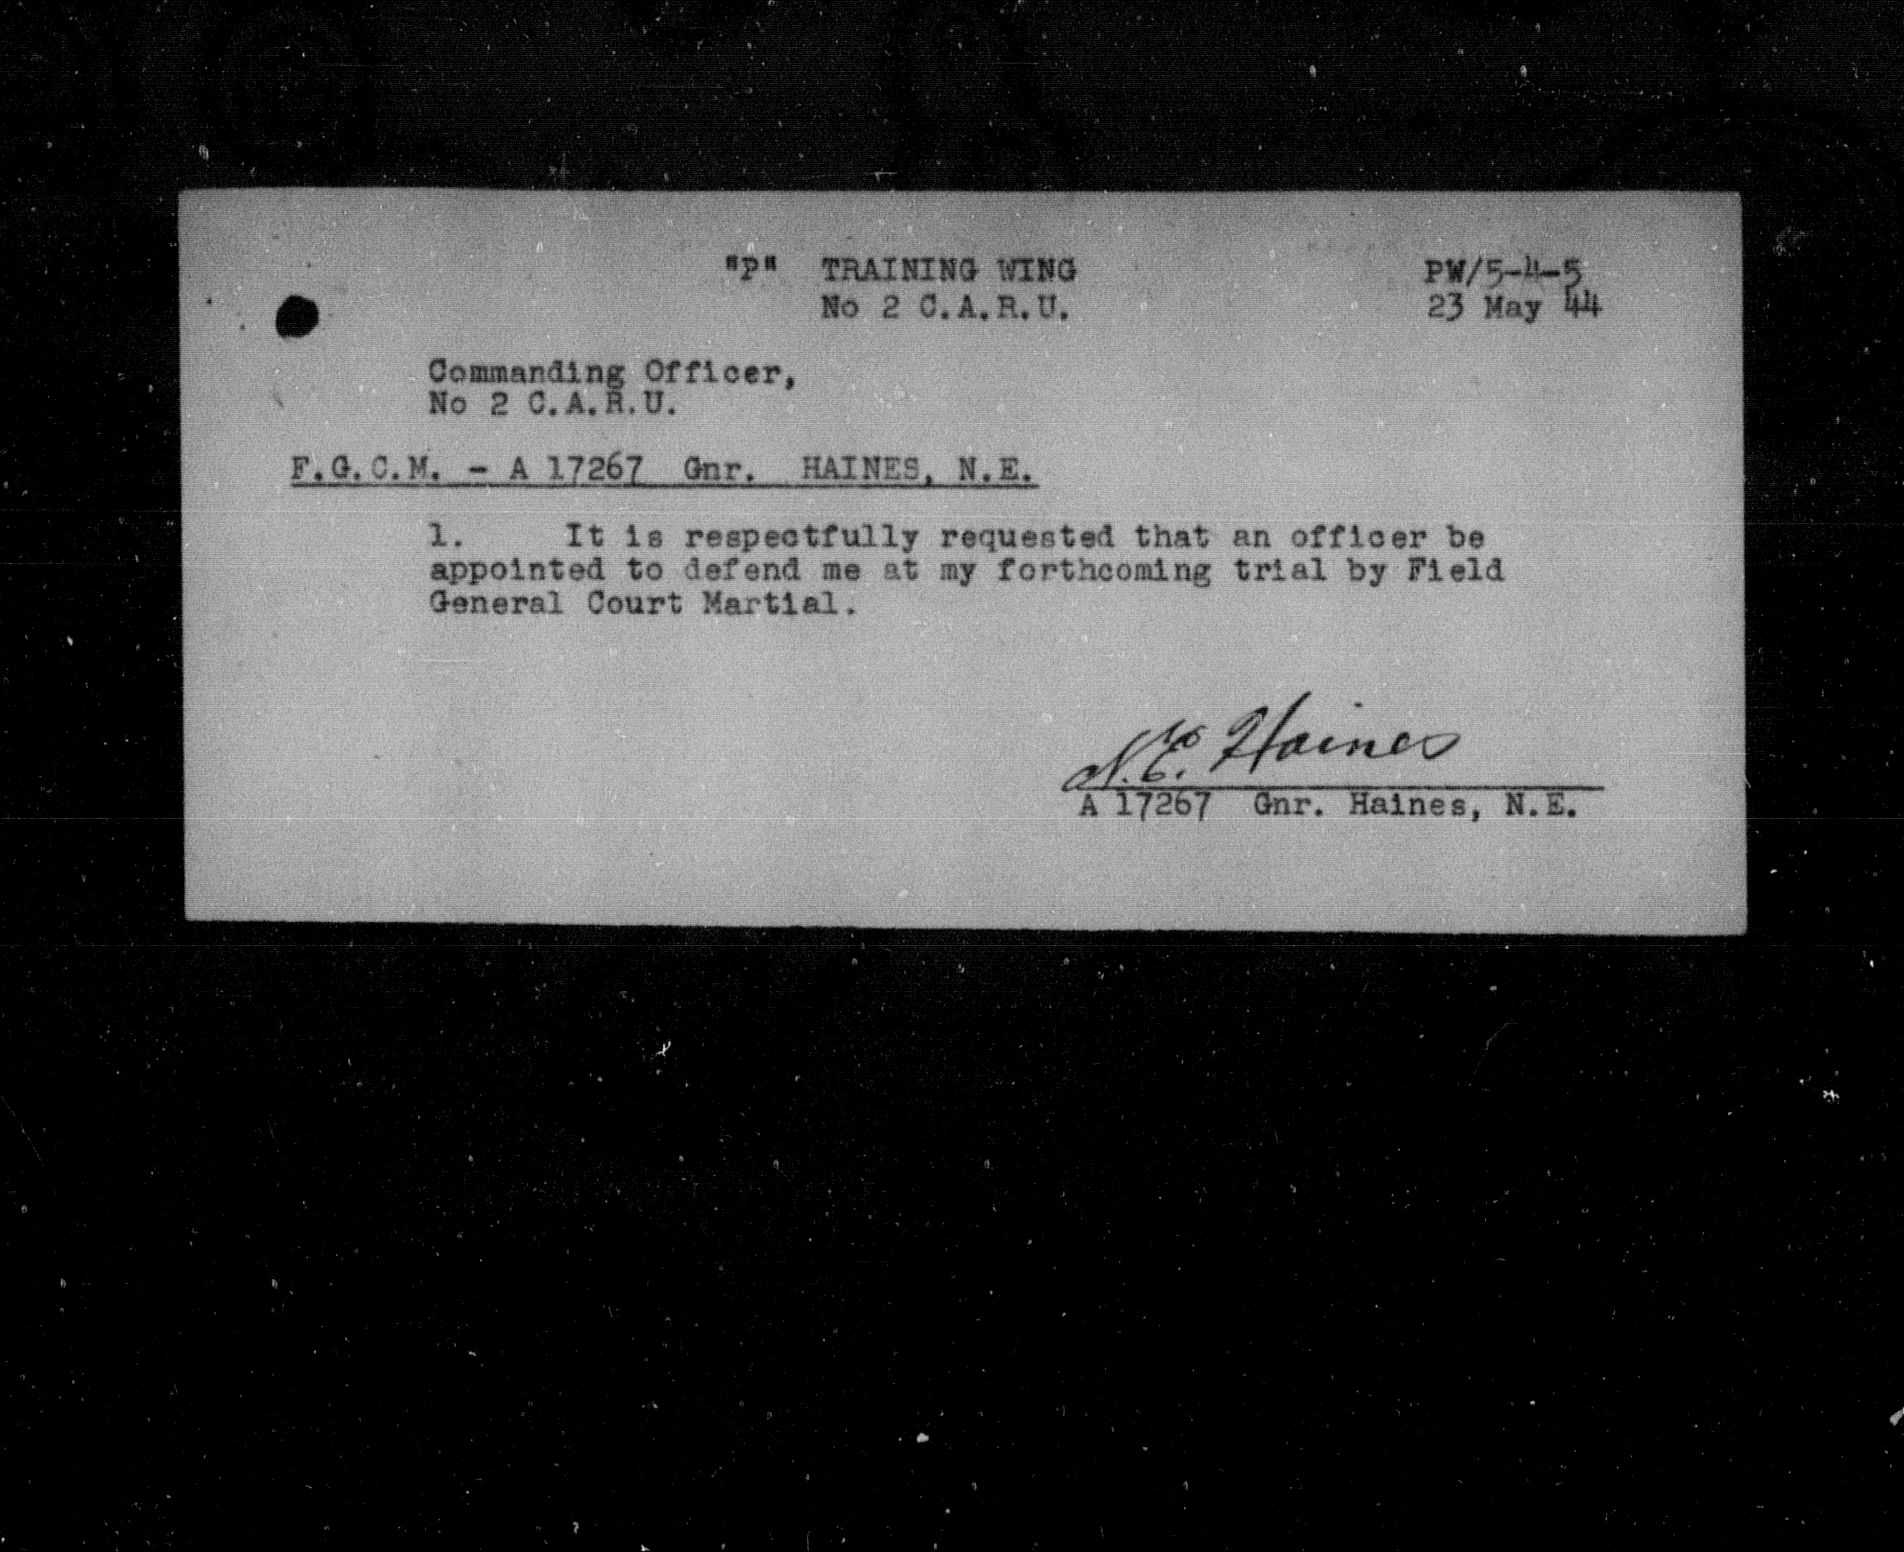 "P" TRAINING WING PW/5-4-5
No 2 C.A.R.U. 23 May 44
Commanding Officer,
No 2 C.A.R.U.
F.G.C.M. - A 17267 Gnr. HAINES, N.E.
1. It is respectfully requested that an officer be
appointed to defend me at my forthcoming trial by Field
General Court Martial.
N.E. Haines
A 17267 Gnr. Haines, N.E.